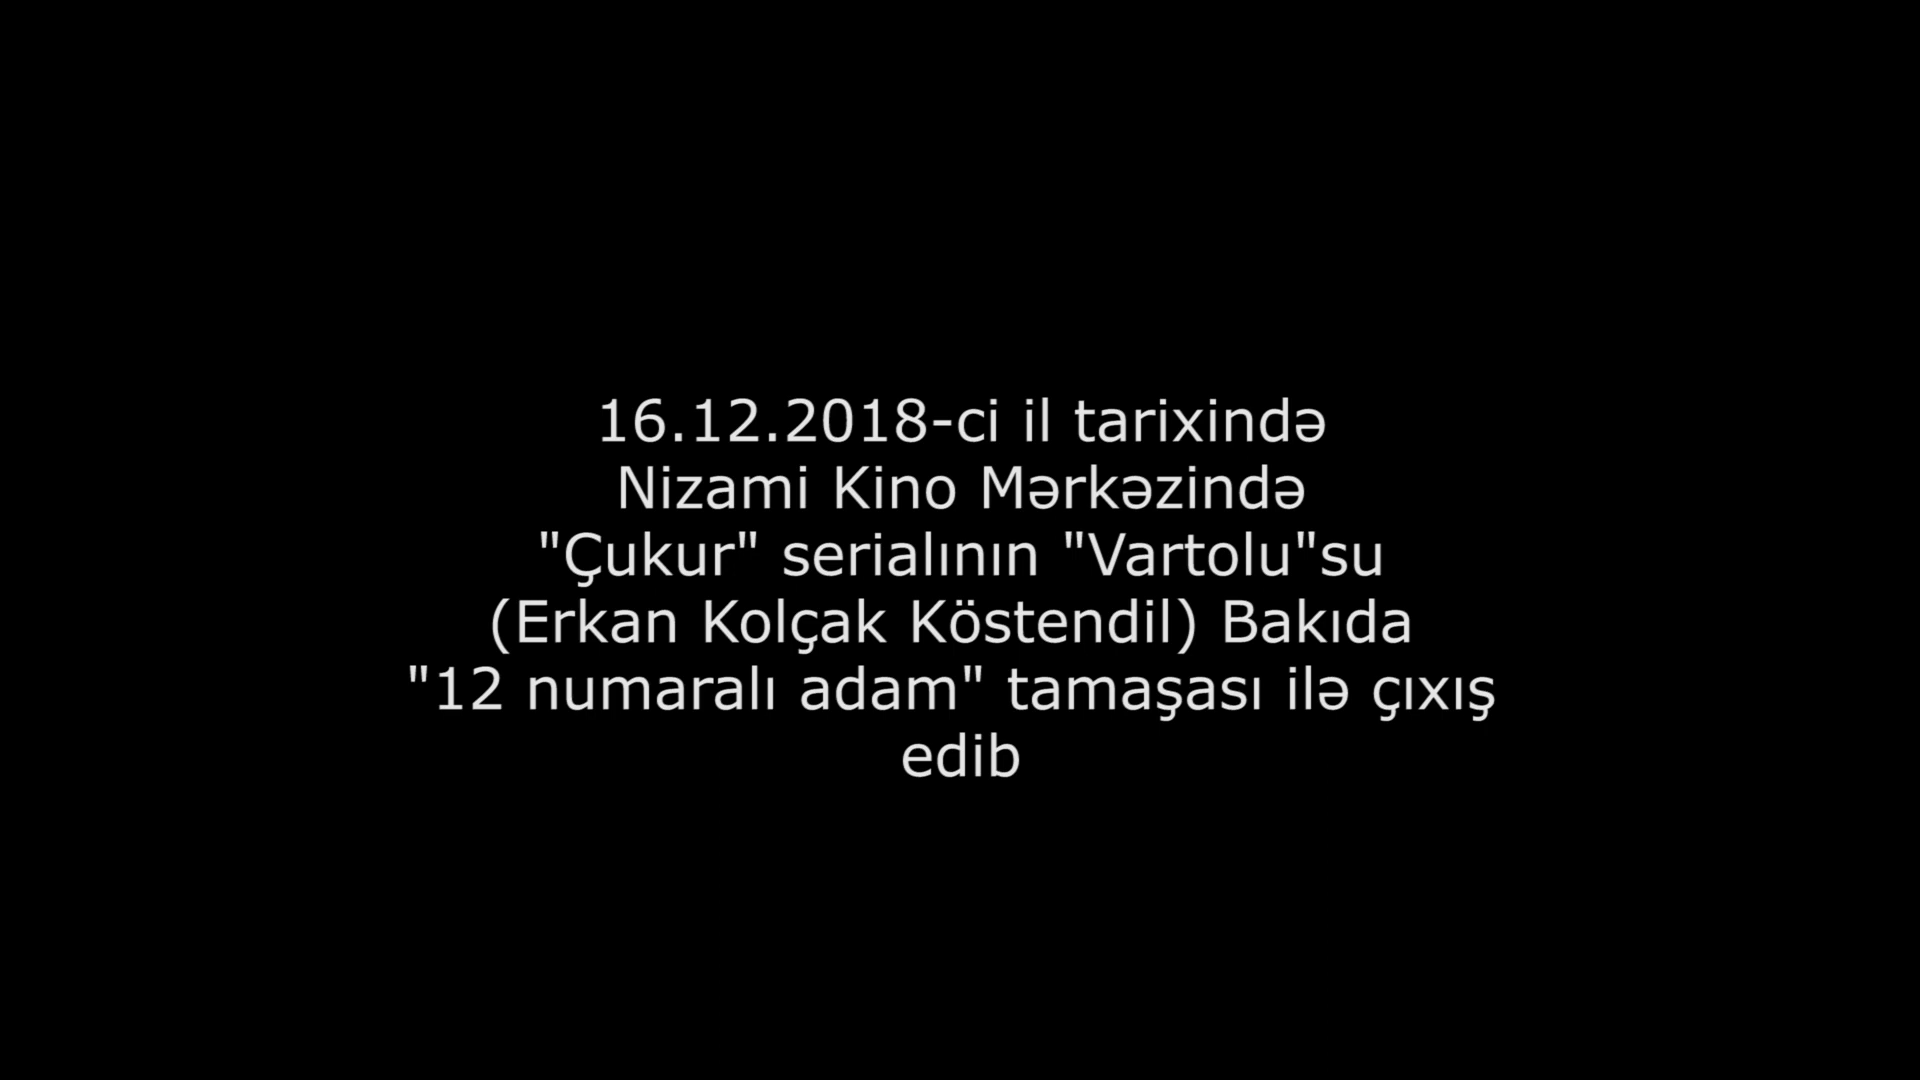 16.12.2018-ci il tarixində
Nizami Kino Mərkəzində
"Çukur" serialının "Vartolu"su
(Erkan Kolçak Köstendil) Bakıda
"12 numaralı adam" tamaşası ilə çıxış
edib